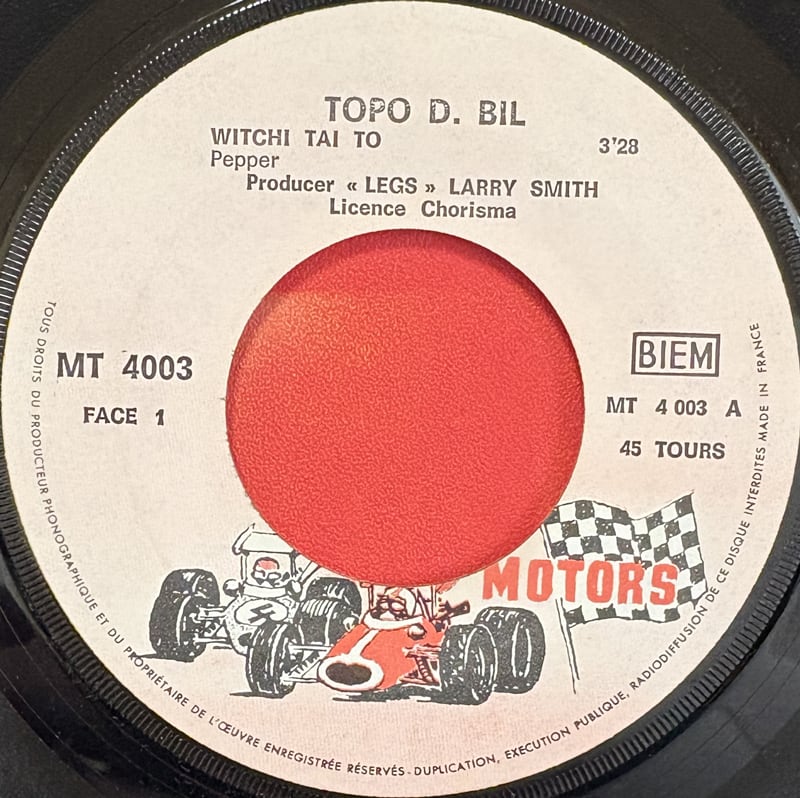 TOPO D. BIL
WITCHI TAI TO 3'28
Pepper
Producer « LEGS » LARRY SMITH
Licence Chorisma
MT 4003
FACE 1
BIEM
MT 4 003 A
45 TOURS
MOTORS
TOUS DROITS DU PRODUCTEUR PHONOGRAPHIQUE ET DU PROPRIÉTAIRE DE L'ŒUVRE ENREGISTRÉE RÉSERVÉS - DUPLICATION, EXECUTION PUBLIQUE, RADIODIFFUSION DE CE DISQUE INTERDITES MADE IN FRANCE